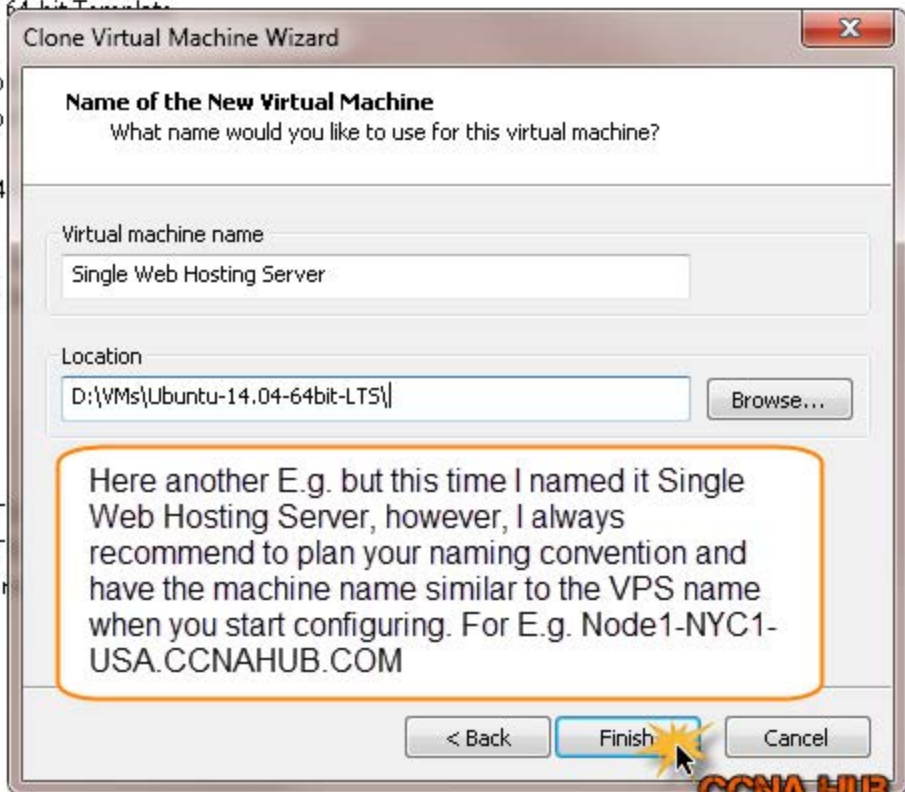 64-bit Template
Clone Virtual Machine Wizard
Name of the New Virtual Machine
What name would you like to use for this virtual machine?
Virtual machine name
Single Web Hosting Server
Location
D:\VMs\Ubuntu-14.04-64bit-LTS\
Browse...
Here another E.g. but this time I named it Single
Web Hosting Server, however, I always
recommend to plan your naming convention and
have the machine name similar to the VPS name
when you start configuring. For E.g. Node1-NYC1-
USA.CCNAHUB.COM
< Back
Finish
Cancel
CCNA HUB